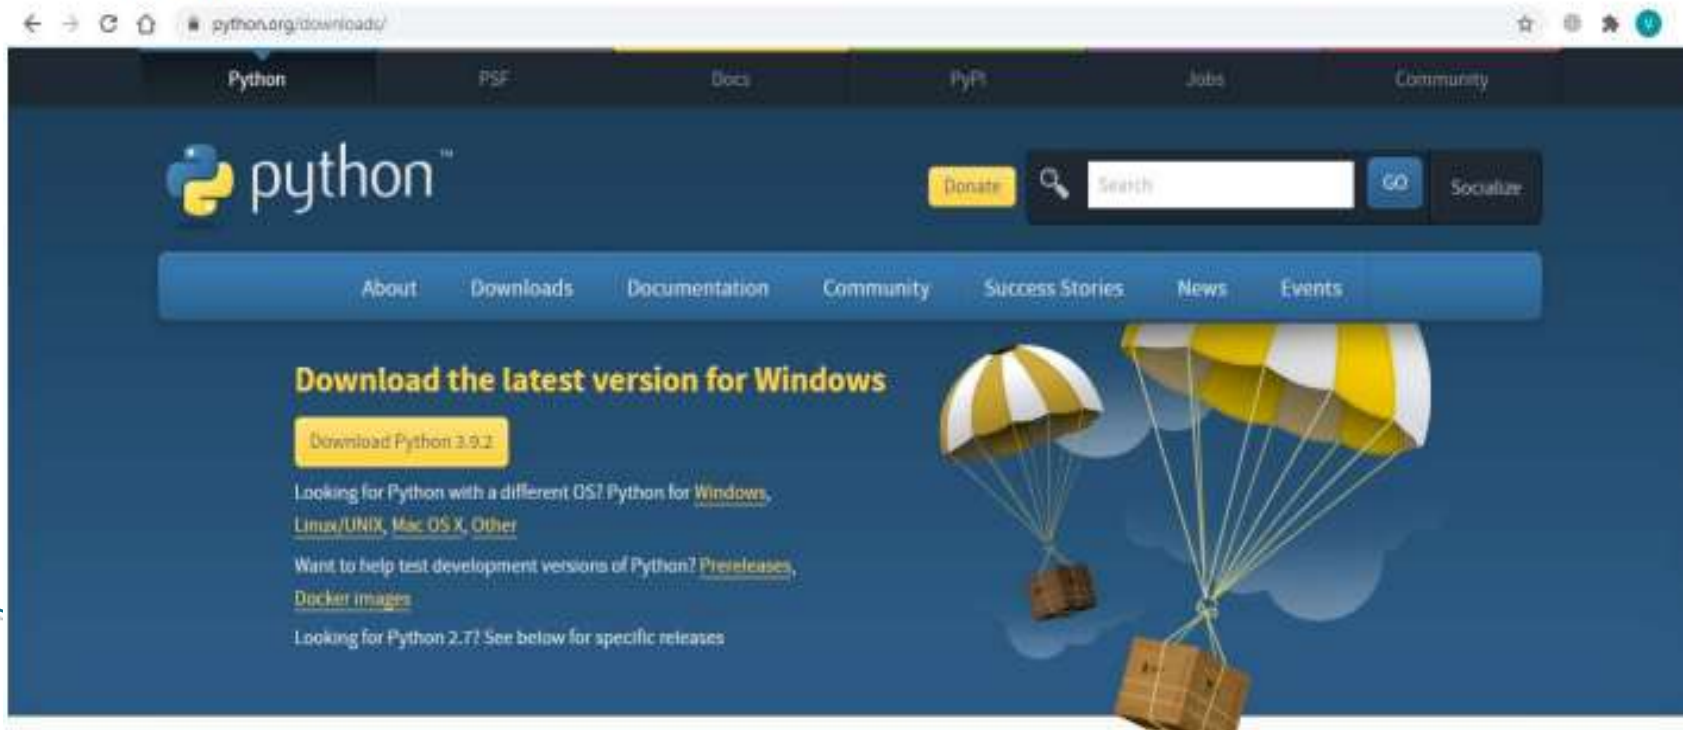 python.org/downloads/
V
Python PSF Docs PyPI Jobs Community
python™
Donate Search GO Socialize
About Downloads Documentation Community Success Stories News Events
Download the latest version for Windows
Download Python 3.9.2
Looking for Python with a different OS? Python for Windows,
Linux/UNIX, Mac OS X, Other
Want to help test development versions of Python? Prereleases,
Docker images
Looking for Python 2.7? See below for specific releases